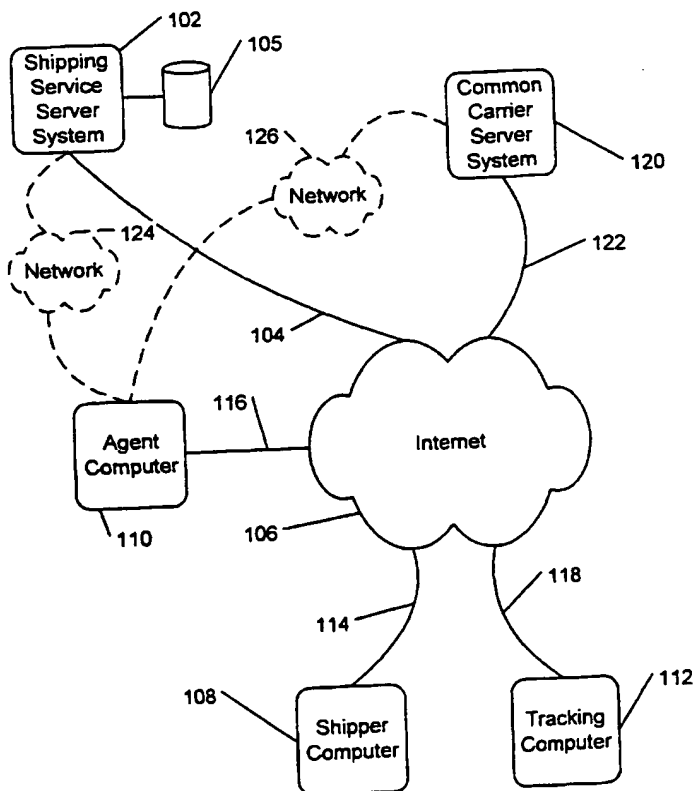 102
105
Shipping
Service
Server
System
126
Common
Carrier
Server
System
120
Network
124
Network
122
104
116
Agent
Computer
Internet
110
106
118
114
108
112
Shipper
Computer
Tracking
Computer